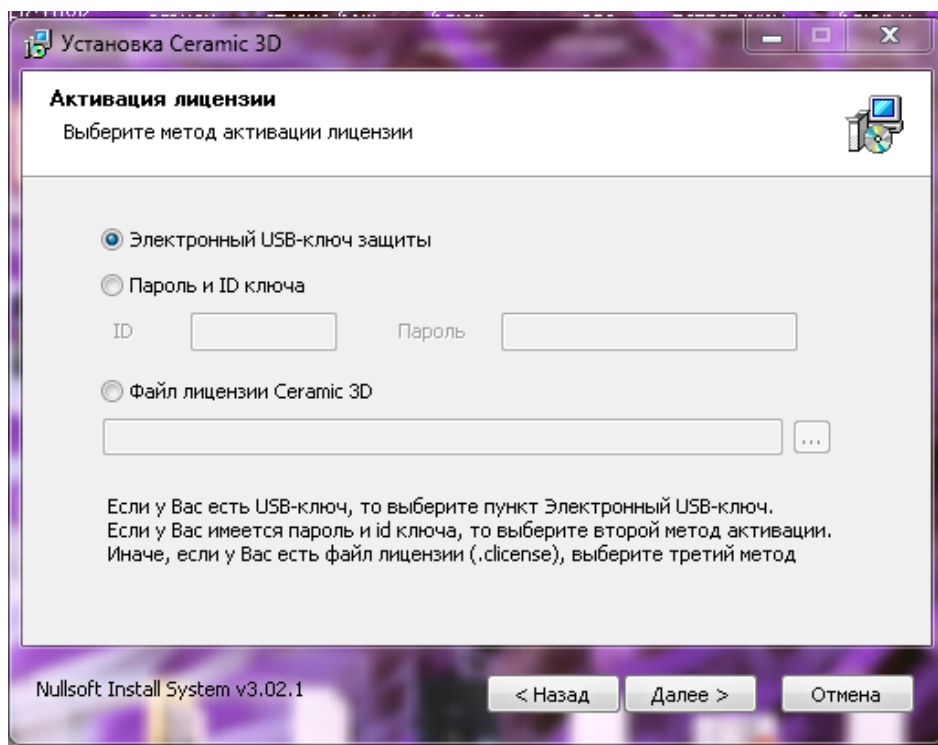 Установка Ceramic 3D
Активация лицензии
Выберите метод активации лицензии
Электронный USB-ключ защиты
Пароль и ID ключа
ID Пароль
Файл лицензии Ceramic 3D
...
Если у Вас есть USB-ключ, то выберите пункт Электронный USB-ключ.
Если у Вас имеется пароль и id ключа, то выберите второй метод активации.
Иначе, если у Вас есть файл лицензии (.clicense), выберите третий метод
Nullsoft Install System v3.02.1 < Назад Далее > Отмена